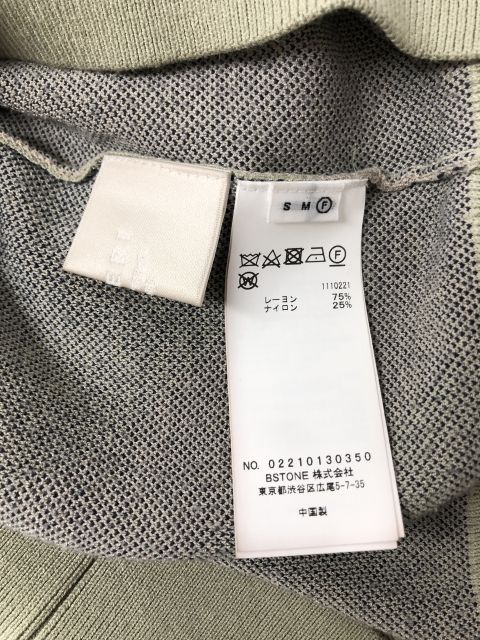 S M F
F
W
1110221
レーヨン 75%
ナイロン 25%
NO. 02210130350
BSTONE 株式会社
東京都渋谷区広尾5-7-35
中国製